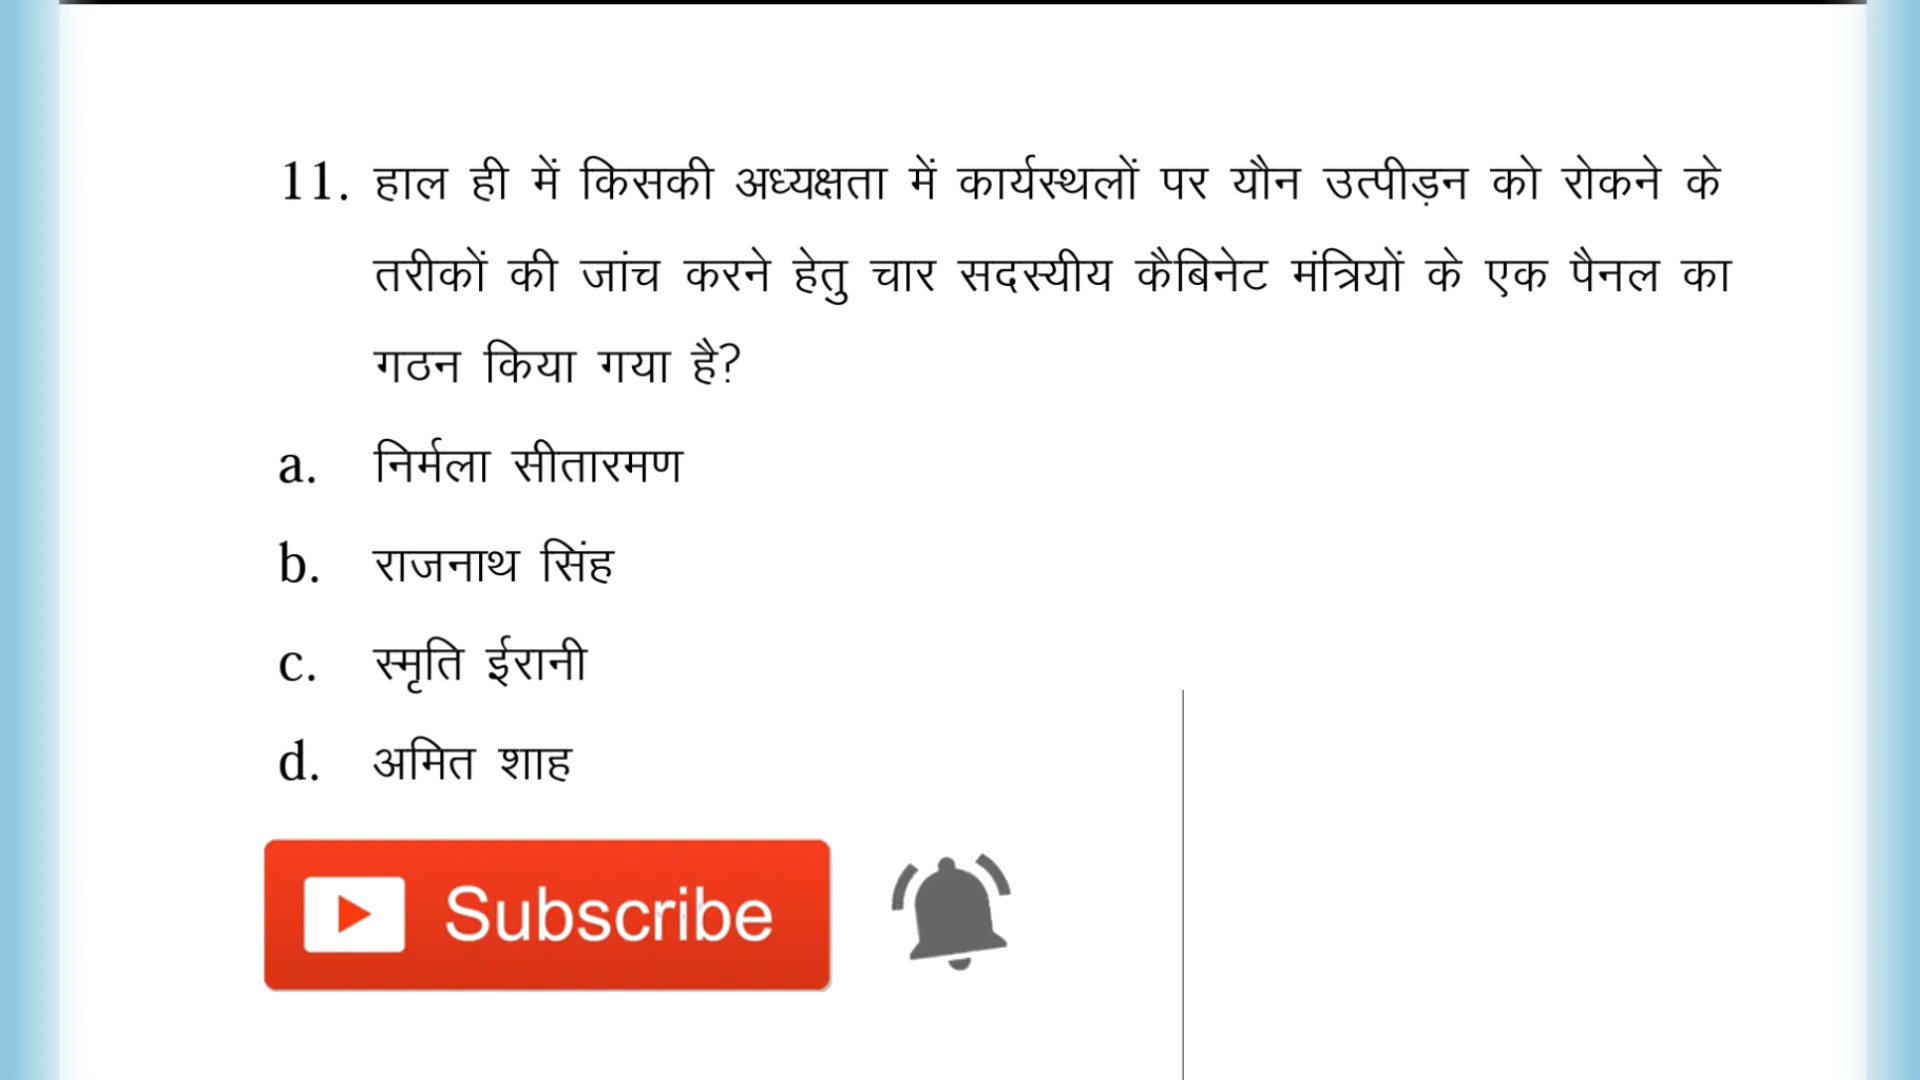 11. हाल ही में किसकी अध्यक्षता में कार्यस्थलों पर यौन उत्पीड़न को रोकने के
तरीकों की जांच करने हेतु चार सदस्यीय कैबिनेट मंत्रियों के एक पैनल का
गठन किया गया है?
a. निर्मला सीतारमण
b. राजनाथ सिंह
c. स्मृति ईरानी
d. अमित शाह
Subscribe